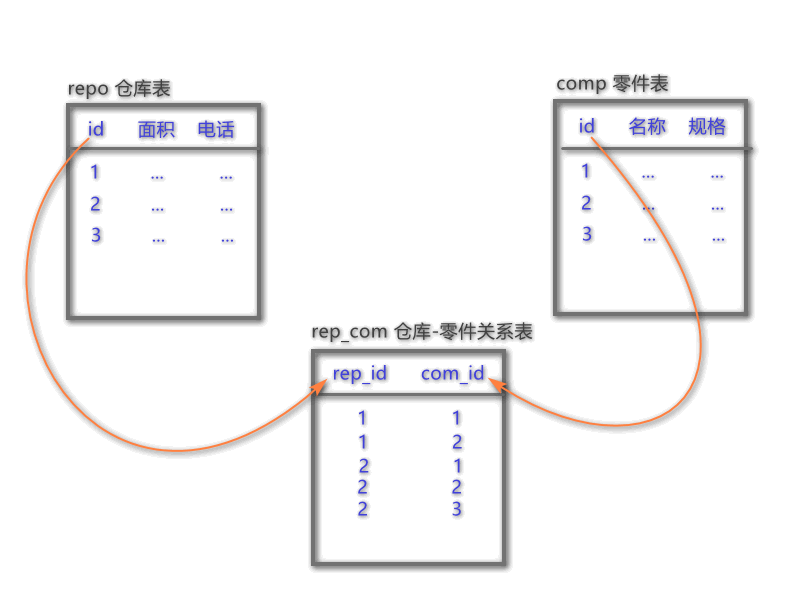 repo 仓库表
id 面积 电话
1 ... ...
2 ... ...
3 ... ...
comp 零件表
id 名称 规格
1 ... ...
2 ... ...
3 ... ...
rep_com 仓库-零件关系表
rep_id com_id
1 1
1 2
2 1
2 2
2 3